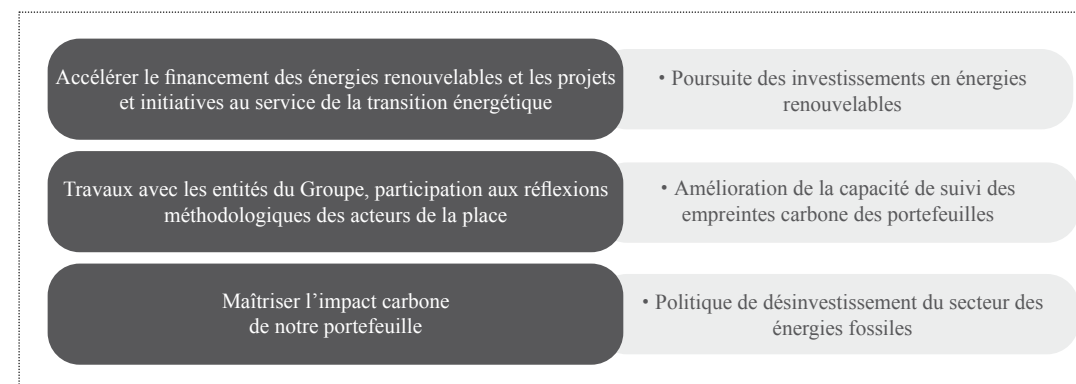 Accélérer le financement des énergies renouvelables et les projets
et initiatives au service de la transition énergétique
• Poursuite des investissements en énergies
renouvelables
Travaux avec les entités du Groupe, participation aux réflexions
méthodologiques des acteurs de la place
• Amélioration de la capacité de suivi des
empreintes carbone des portefeuilles
Maîtriser l’impact carbone
de notre portefeuille
• Politique de désinvestissement du secteur des
énergies fossiles